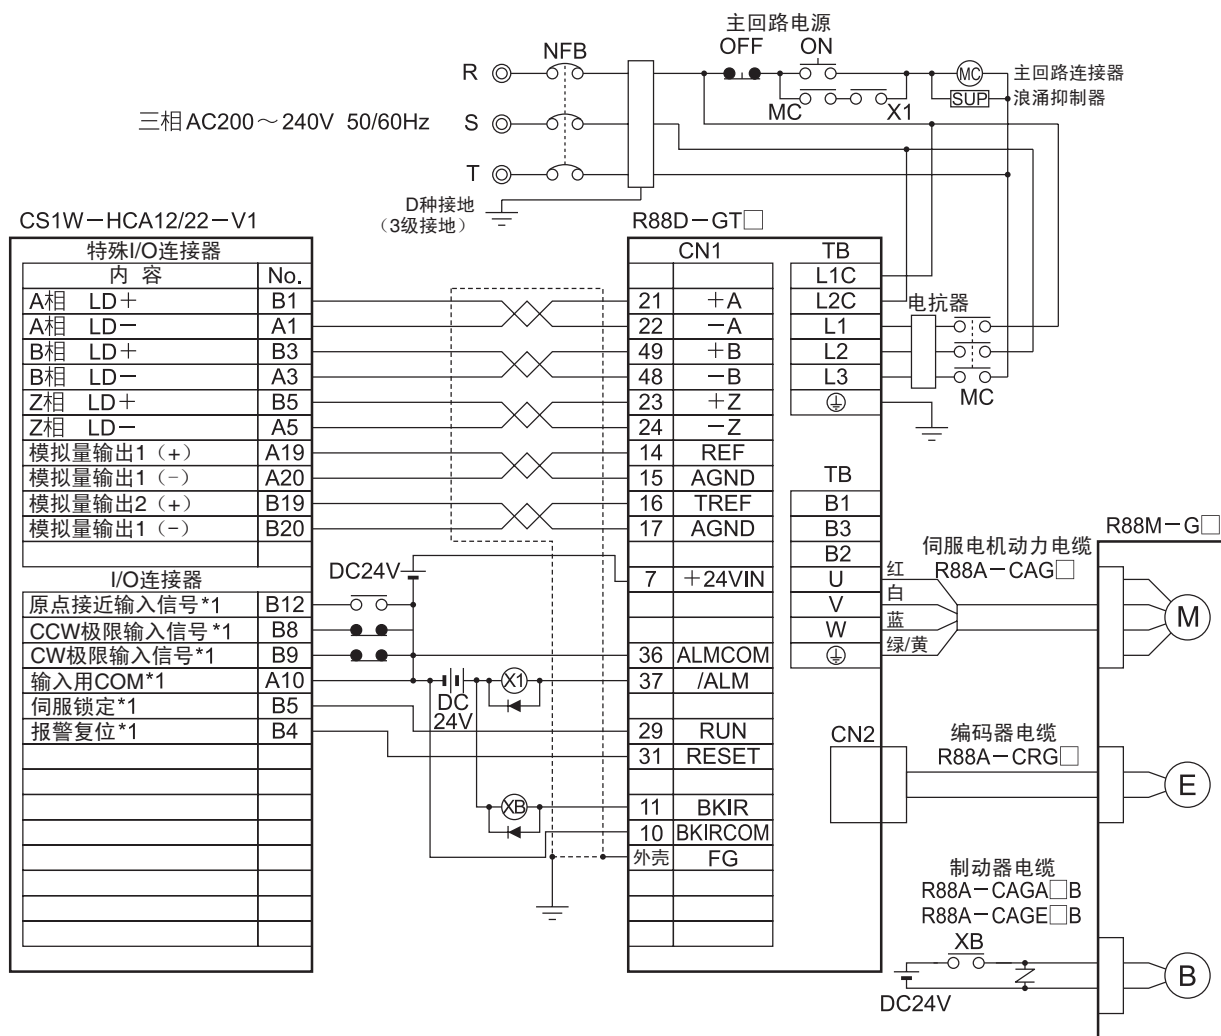 主回路电源
OFF ON
NFB
R
MC 主回路连接器
SUP 浪涌抑制器
MC X1
三相AC200～240V 50/60Hz
S
T
D种接地
（3级接地）
CS1W－HCA12/22－V1
特殊I/O连接器
内 容 No.
A相 LD＋ B1
A相 LD－ A1
B相 LD＋ B3
B相 LD－ A3
Z相 LD＋ B5
Z相 LD－ A5
模拟量输出1（+） A19
模拟量输出1（-） A20
模拟量输出2（+） B19
模拟量输出1（-） B20
I/O连接器
原点接近输入信号*1 B12
CCW极限输入信号*1 B8
CW极限输入信号*1 B9
输入用COM*1 A10
伺服锁定*1 B5
报警复位*1 B4
DC24V
DC
24V
X1
XB
R88D－GT□
CN1
21 ＋A
22 －A
49 ＋B
48 －B
23 ＋Z
24 －Z
14 REF
15 AGND
16 TREF
17 AGND
7 ＋24VIN
36 ALMCOM
37 /ALM
29 RUN
31 RESET
11 BKIR
10 BKIRCOM
外壳 FG
TB
L1C
L2C
L1
L2
L3
电抗器
MC
TB
B1
B3
B2
U
V
W
红
白
蓝
绿/黄
伺服电机动力电缆
R88A－CAG□
R88M－G□
M
CN2
编码器电缆
R88A－CRG□
E
制动器电缆
R88A－CAGA□B
R88A－CAGE□B
XB
DC24V
B